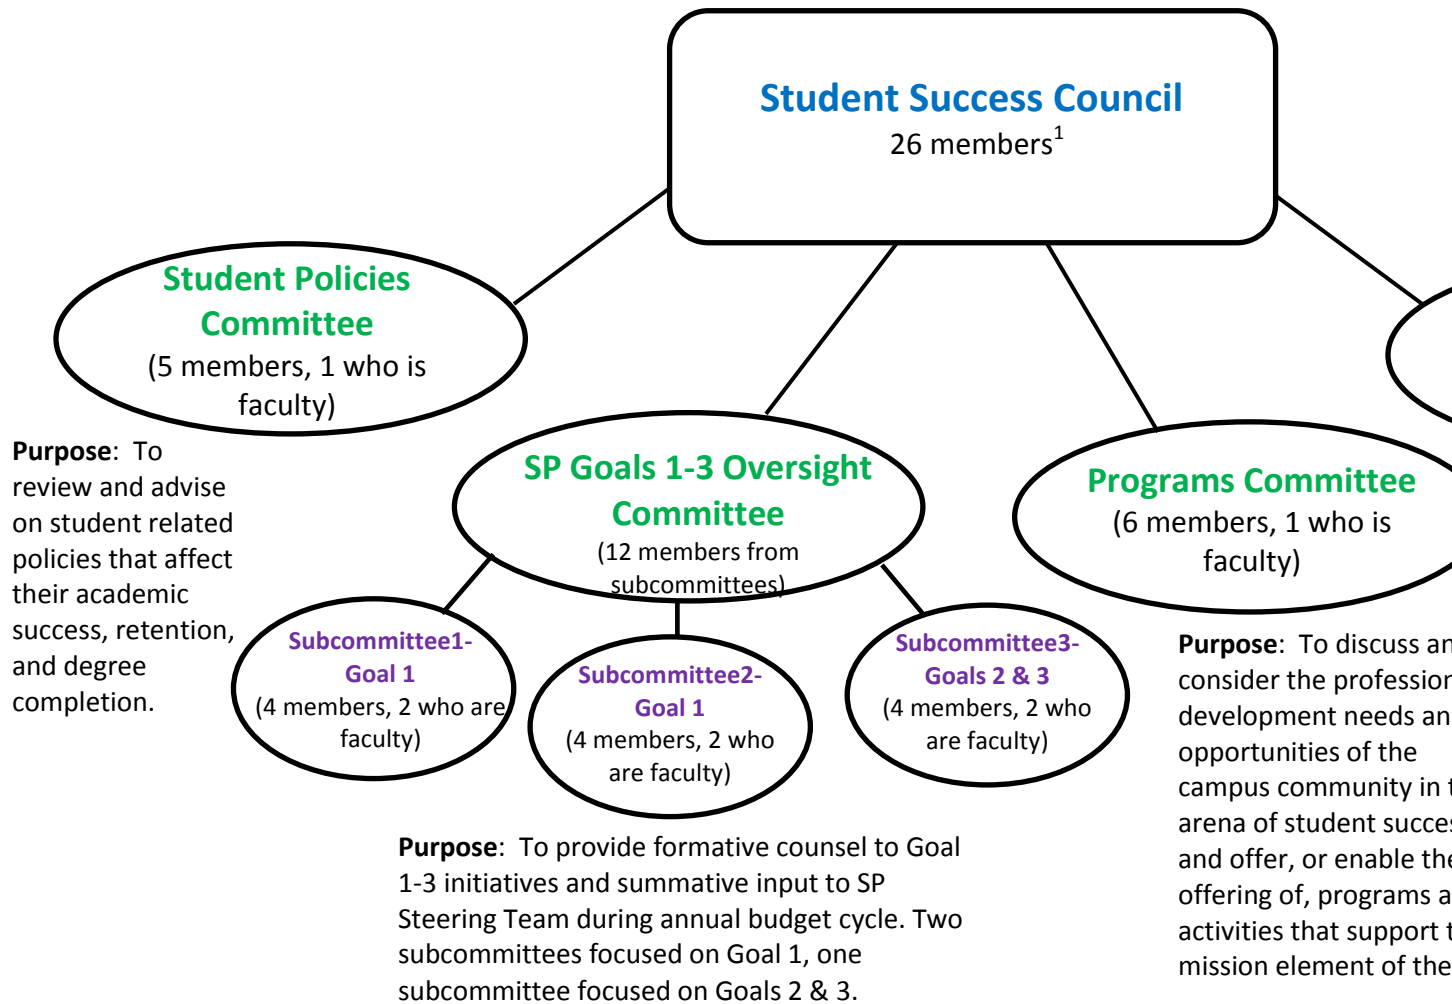 Student Success Council
26 members1
Student Policies
Committee
(5 members, 1 who is
faculty)
Purpose: To
review and advise
on student related
policies that affect
their academic
success, retention,
and degree
completion.
SP Goals 1-3 Oversight
Committee
(12 members from
subcommittees)
Subcommittee1-
Goal 1
(4 members, 2 who are
faculty)
Subcommittee2-
Goal 1
(4 members, 2 who
are faculty)
Subcommittee3-
Goals 2 & 3
(4 members, 2 who
are faculty)
Purpose: To provide formative counsel to Goal
1-3 initiatives and summative input to SP
Steering Team during annual budget cycle. Two
subcommittees focused on Goal 1, one
subcommittee focused on Goals 2 & 3.
Programs Committee
(6 members, 1 who is
faculty)
Purpose: To discuss
consider the
development needs
opportunities of the
campus community in
arena of student
and offer, or enable
offering of, programs
activities that support
mission element of the